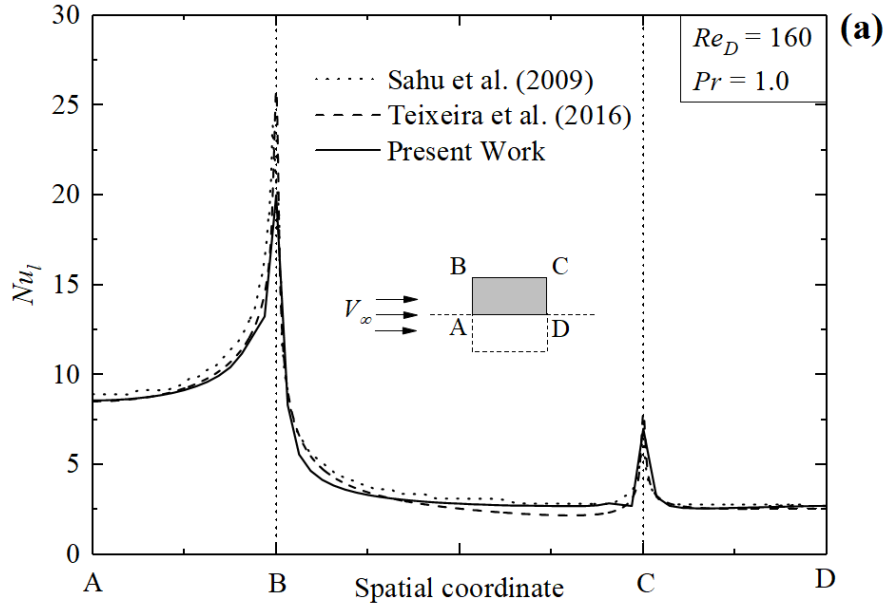 (a)
Re_D = 160
Pr = 1.0
Sahu et al. (2009)
Teixeira et al. (2016)
Present Work
30
25
20
15
10
5
0
Nu_l
B C
V_∞
A D
A B C D
Spatial coordinate